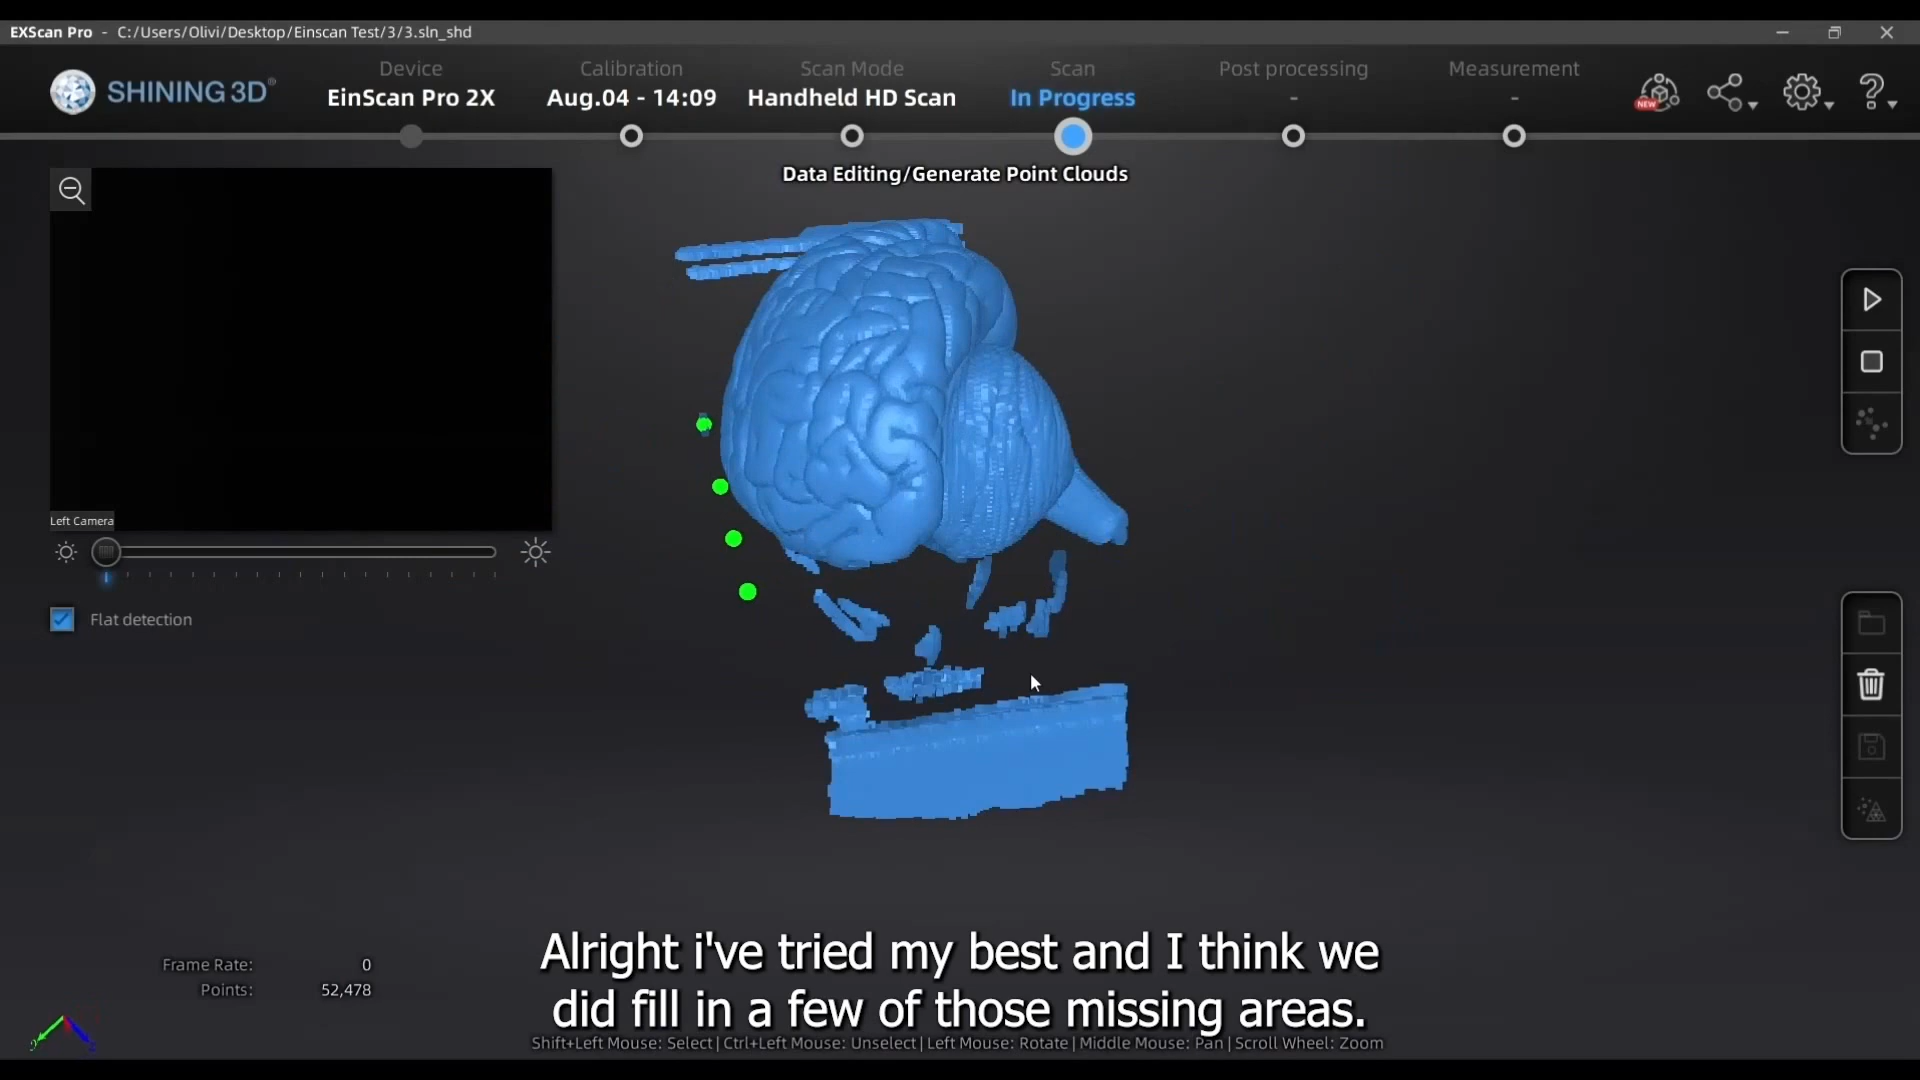 EXScan Pro - C:/Users/Olivi/Desktop/Einscan Test/3/3.sln_shd
SHINING 3D®
Device
EinScan Pro 2X
Calibration
Aug.04 - 14:09
Scan Mode
Handheld HD Scan
Scan
In Progress
Post processing
-
Measurement
-
NEW
Data Editing/Generate Point Clouds
Left Camera
Flat detection
Frame Rate: 0
Points: 52,478
Alright i've tried my best and I think we
did fill in a few of those missing areas.
Shift+Left Mouse: Select | Ctrl+Left Mouse: Unselect | Left Mouse: Rotate | Middle Mouse: Pan | Scroll Wheel: Zoom